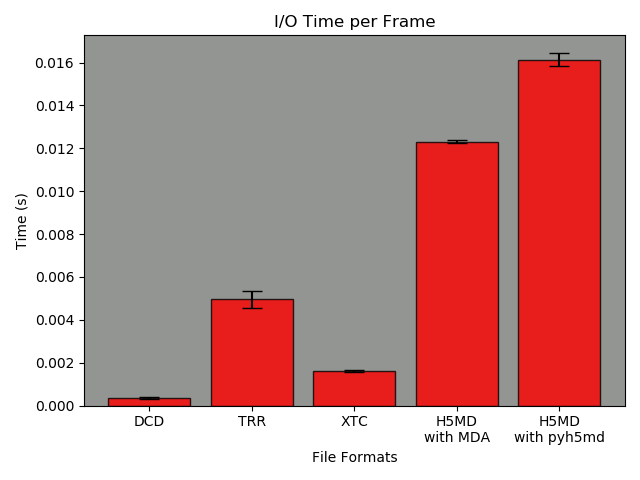 I/O Time per Frame
0.016
0.014
0.012
0.010
0.008
0.006
0.004
0.002
0.000
Time (s)
DCD
TRR
XTC
H5MD
with MDA
H5MD
with pyh5md
File Formats